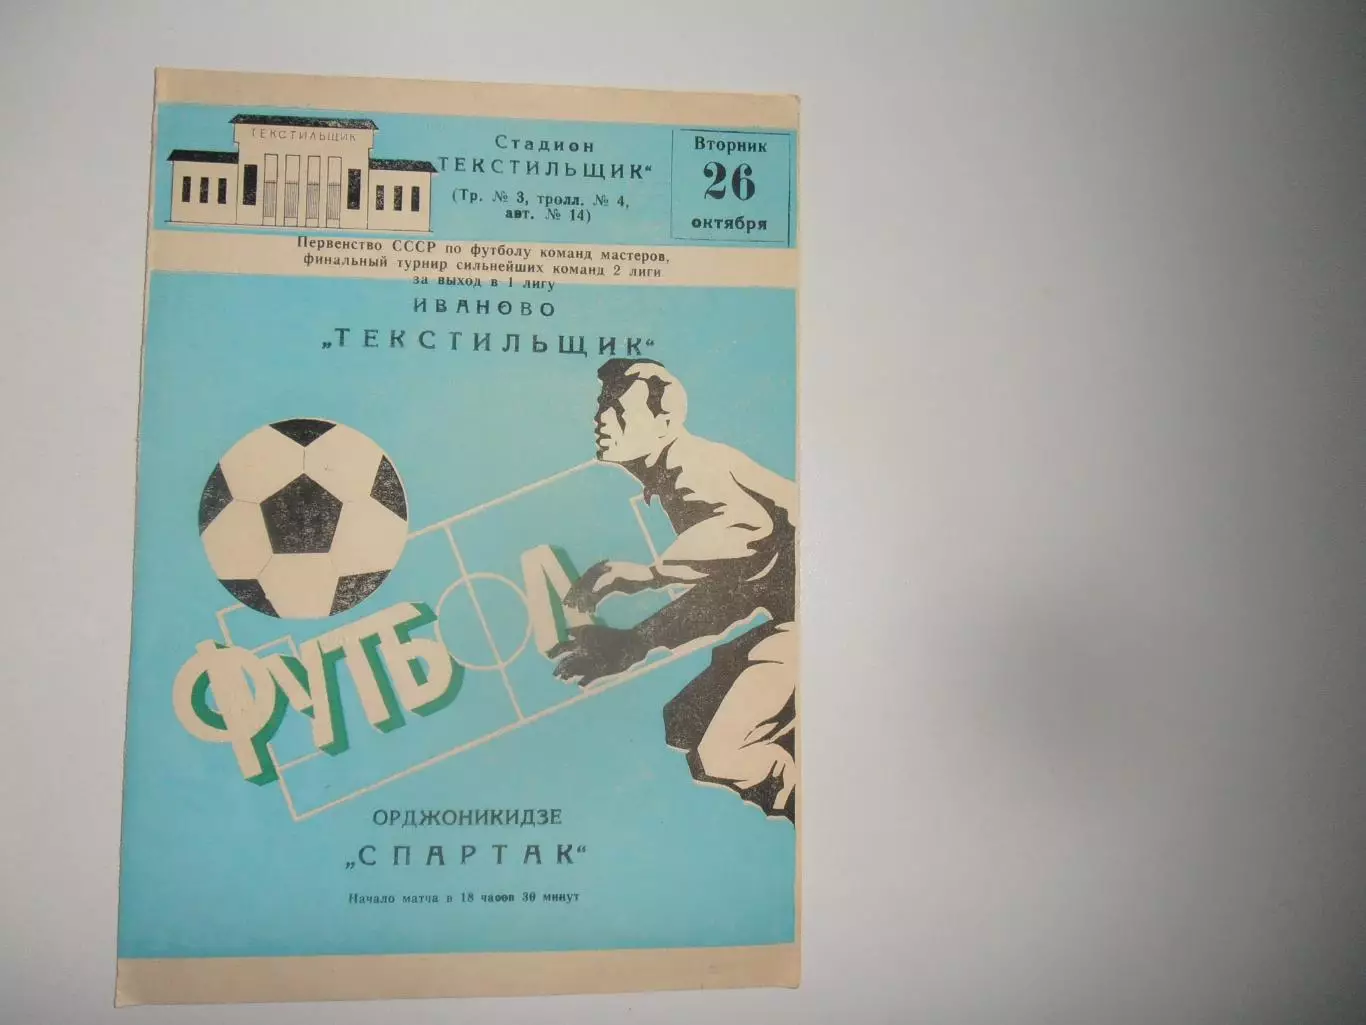 ТЕКСТИЛЬЩИК
Стадион
ТЕКСТИЛЬЩИК"
(Тр. № 3, тролл. № 4,
авт. № 14)
Вторник
26
октября
Первенство СССР по футболу команд мастеров,
финальный турнир сильнейших команд 2 лиги
за выход в 1 лигу
ИВАНОВО
„ТЕКСТИЛЬЩИК"
ФУТБОЛ
ОРДЖОНИКИДЗЕ
„СПАРТАК"
Начало матча в 18 часов 30 минут